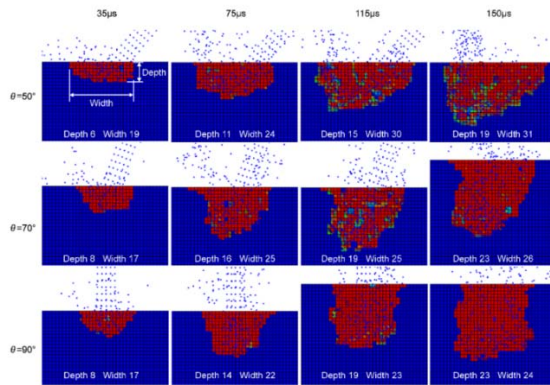 35μs 75μs 115μs 150μs
Depth
Width
θ=50°
Depth 6 Width 19 Depth 11 Width 24 Depth 15 Width 30 Depth 19 Width 31
θ=70°
Depth 8 Width 17 Depth 16 Width 25 Depth 19 Width 25 Depth 23 Width 26
θ=90°
Depth 8 Width 17 Depth 14 Width 22 Depth 19 Width 23 Depth 23 Width 24